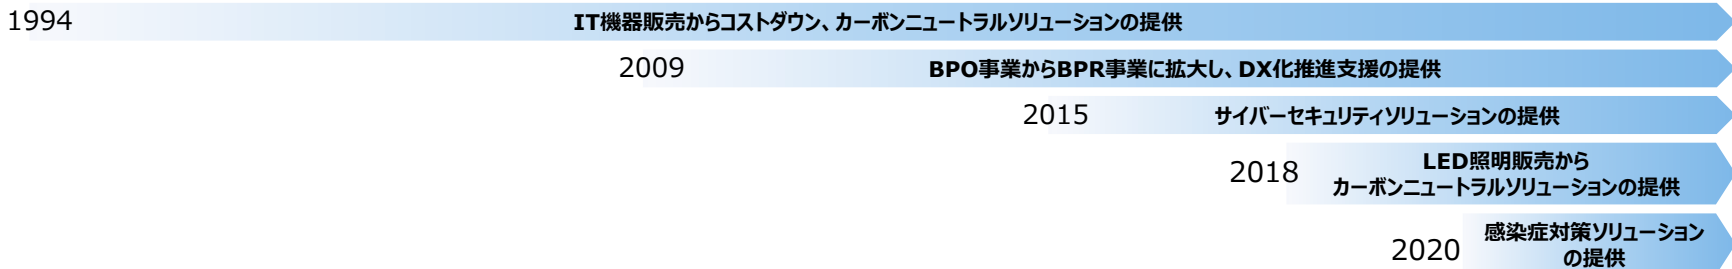 1994 IT機器販売からコストダウン、カーボンニュートラルソリューションの提供
2009 BPO事業からBPR事業に拡大し、DX化推進支援の提供
2015 サイバーセキュリティソリューションの提供
2018 LED照明販売から
カーボンニュートラルソリューションの提供
2020 感染症対策ソリューション
の提供